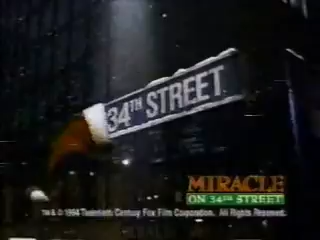 34TH STREET
MIRACLE
ON 34TH STREET
TM & © 1994 Twentieth Century Fox Film Corporation. All Rights Reserved.